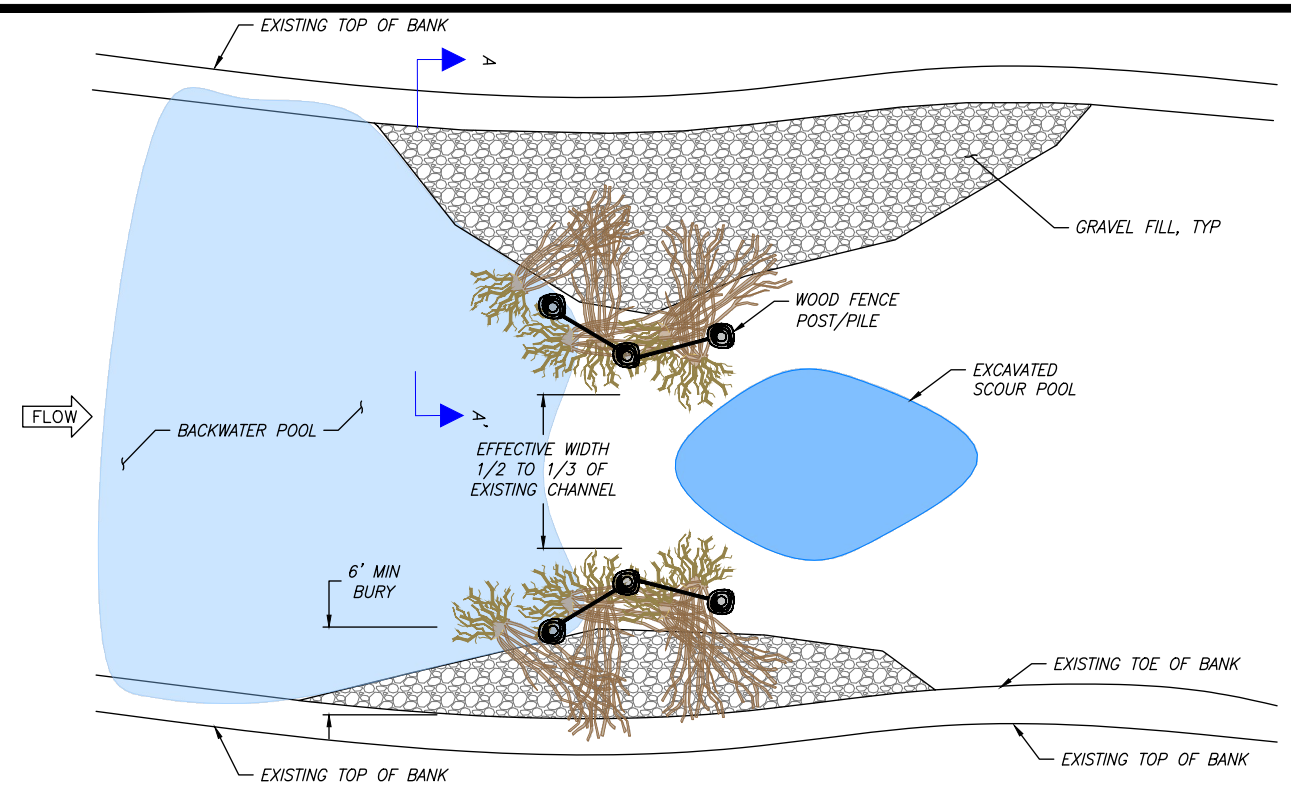 EXISTING TOP OF BANK
A
GRAVEL FILL, TYP
WOOD FENCE
POST/PILE
EXCAVATED
SCOUR POOL
FLOW
BACKWATER POOL
A'
EFFECTIVE WIDTH
1/2 TO 1/3 OF
EXISTING CHANNEL
6' MIN
BURY
EXISTING TOE OF BANK
EXISTING TOP OF BANK
EXISTING TOP OF BANK